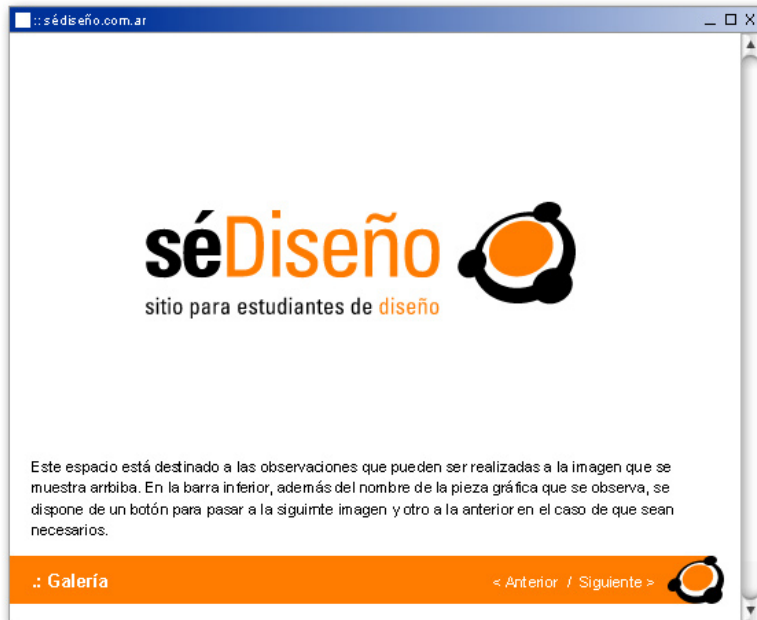 :: sédiseño.com.ar
séDiseño
sitio para estudiantes de diseño
Este espacio está destinado a las observaciones que pueden ser realizadas a la imagen que se
muestra arrbiba. En la barra inferior, además del nombre de la pieza gráfica que se observa, se
dispone de un botón para pasar a la siguirnte imagen y otro a la anterior en el caso de que sean
necesarios.
.: Galería
< Anterior / Siguiente >